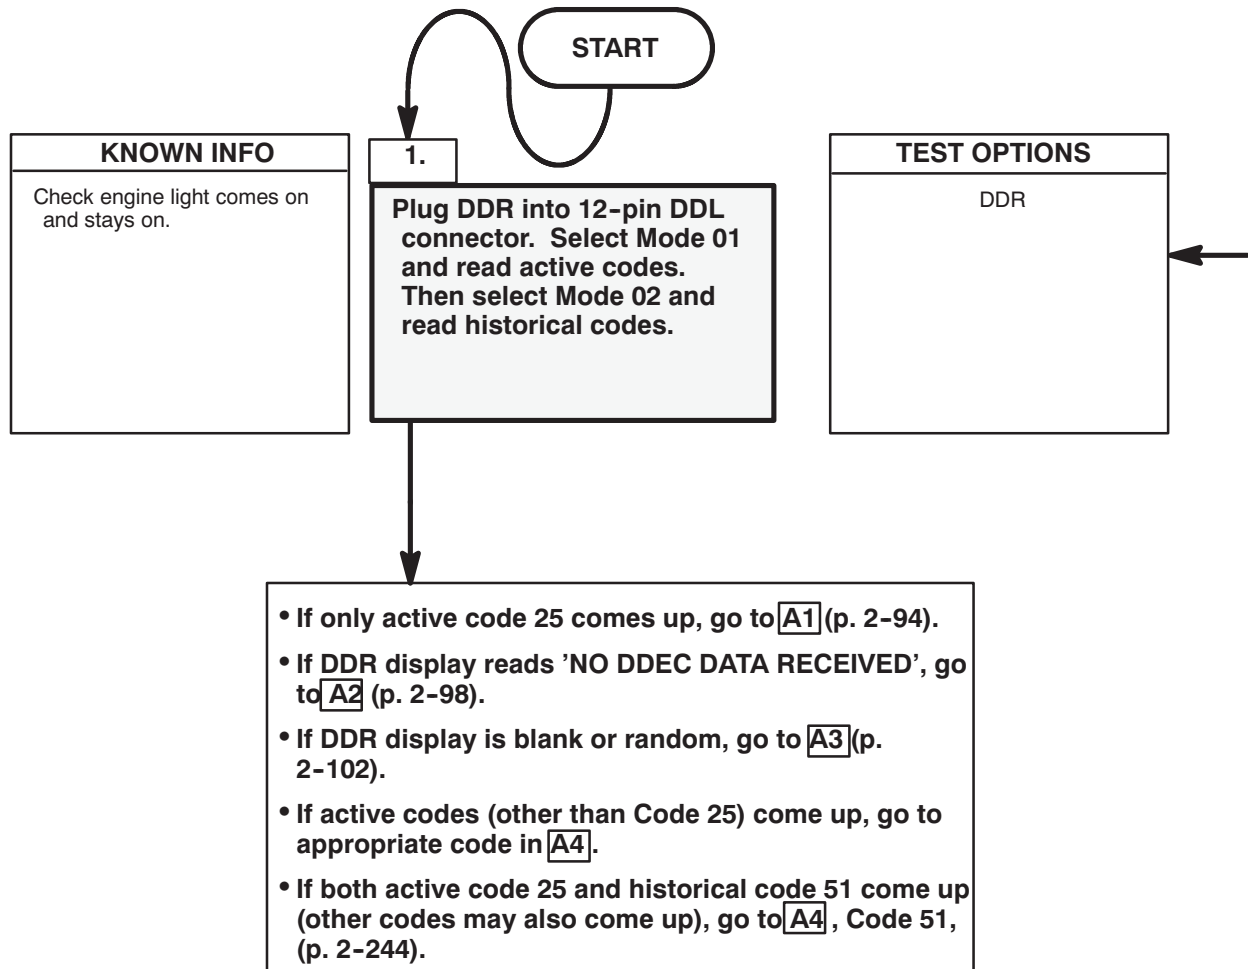 START
KNOWN INFO
Check engine light comes on
and stays on.
1.
Plug DDR into 12-pin DDL
connector. Select Mode 01
and read active codes.
Then select Mode 02 and
read historical codes.
TEST OPTIONS
DDR
• If only active code 25 comes up, go to A1 (p. 2-94).
• If DDR display reads ’NO DDEC DATA RECEIVED’, go
to A2 (p. 2-98).
• If DDR display is blank or random, go to A3 (p.
2-102).
• If active codes (other than Code 25) come up, go to
appropriate code in A4.
• If both active code 25 and historical code 51 come up
(other codes may also come up), go to A4 , Code 51,
(p. 2-244).